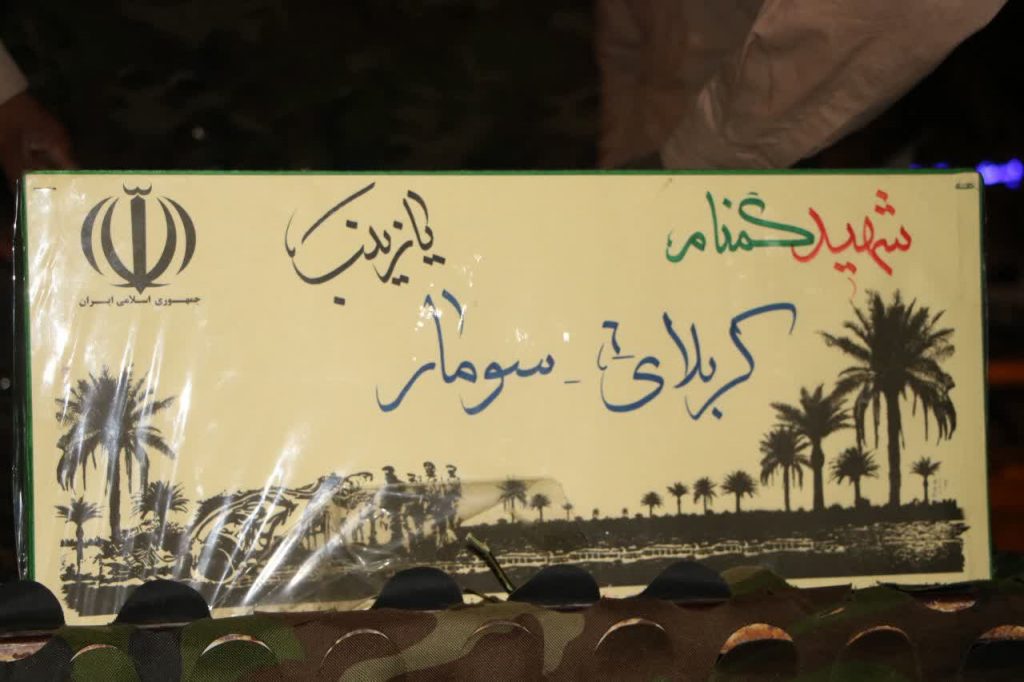 شهید گمنام
یا زینب
جمهوری اسلامی ایران
کربلای ۶ - سومار